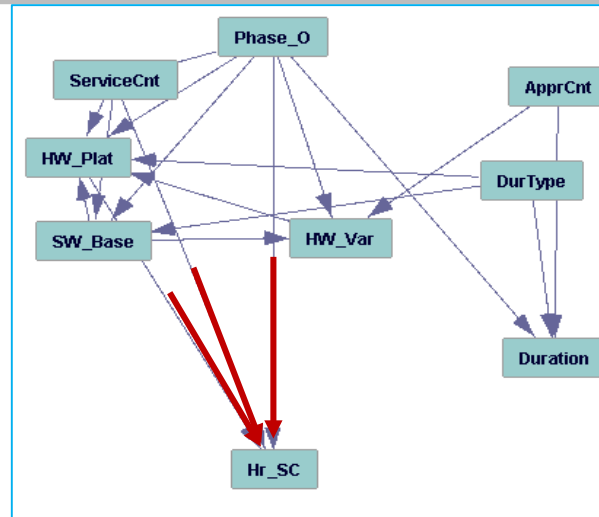 Phase_O
ServiceCnt
ApprCnt
HW_Plat
DurType
SW_Base
HW_Var
Duration
Hr_SC